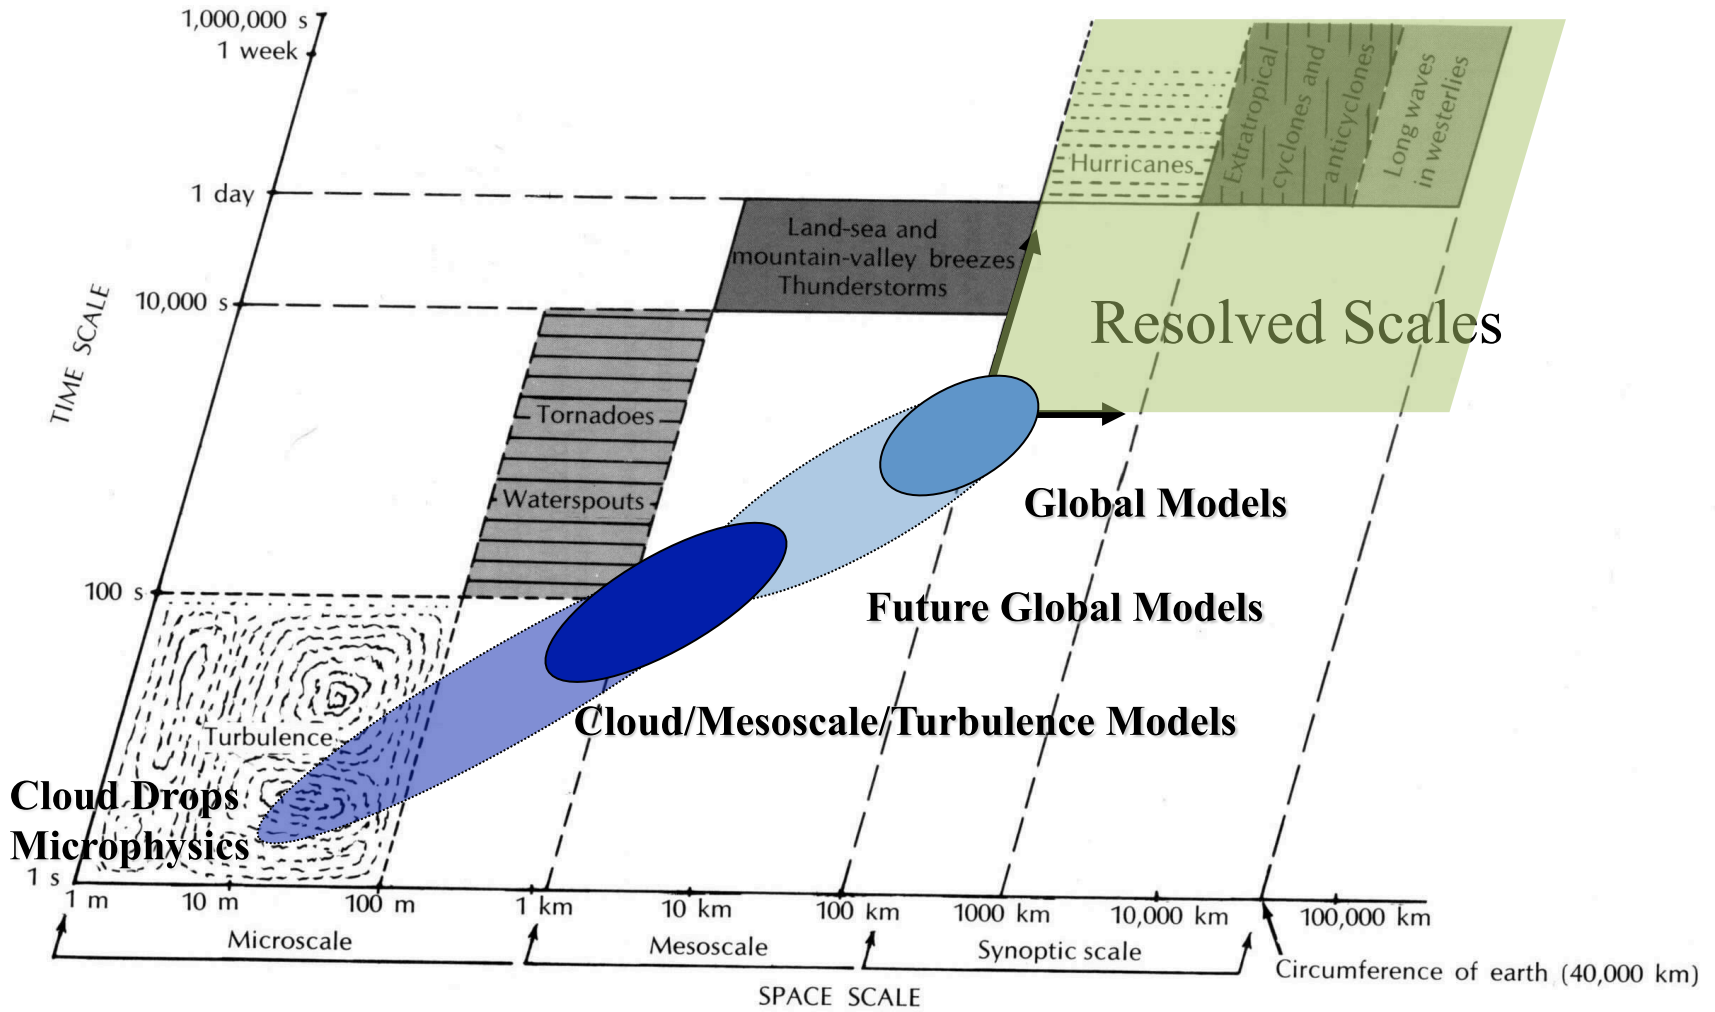 1,000,000 s
1 week
1 day
10,000 s
100 s
1 s
TIME SCALE
Hurricanes
Extratropical
cyclones and
anticyclones
Long waves
in westerlies
Land-sea and
mountain-valley breezes
Thunderstorms
Resolved Scales
Tornadoes
Waterspouts
Global Models
Future Global Models
Cloud/Mesoscale/Turbulence Models
Turbulence
Cloud Drops
Microphysics
1 m
10 m
100 m
1 km
10 km
100 km
1000 km
10,000 km
100,000 km
Microscale
Mesoscale
Synoptic scale
Circumference of earth (40,000 km)
SPACE SCALE